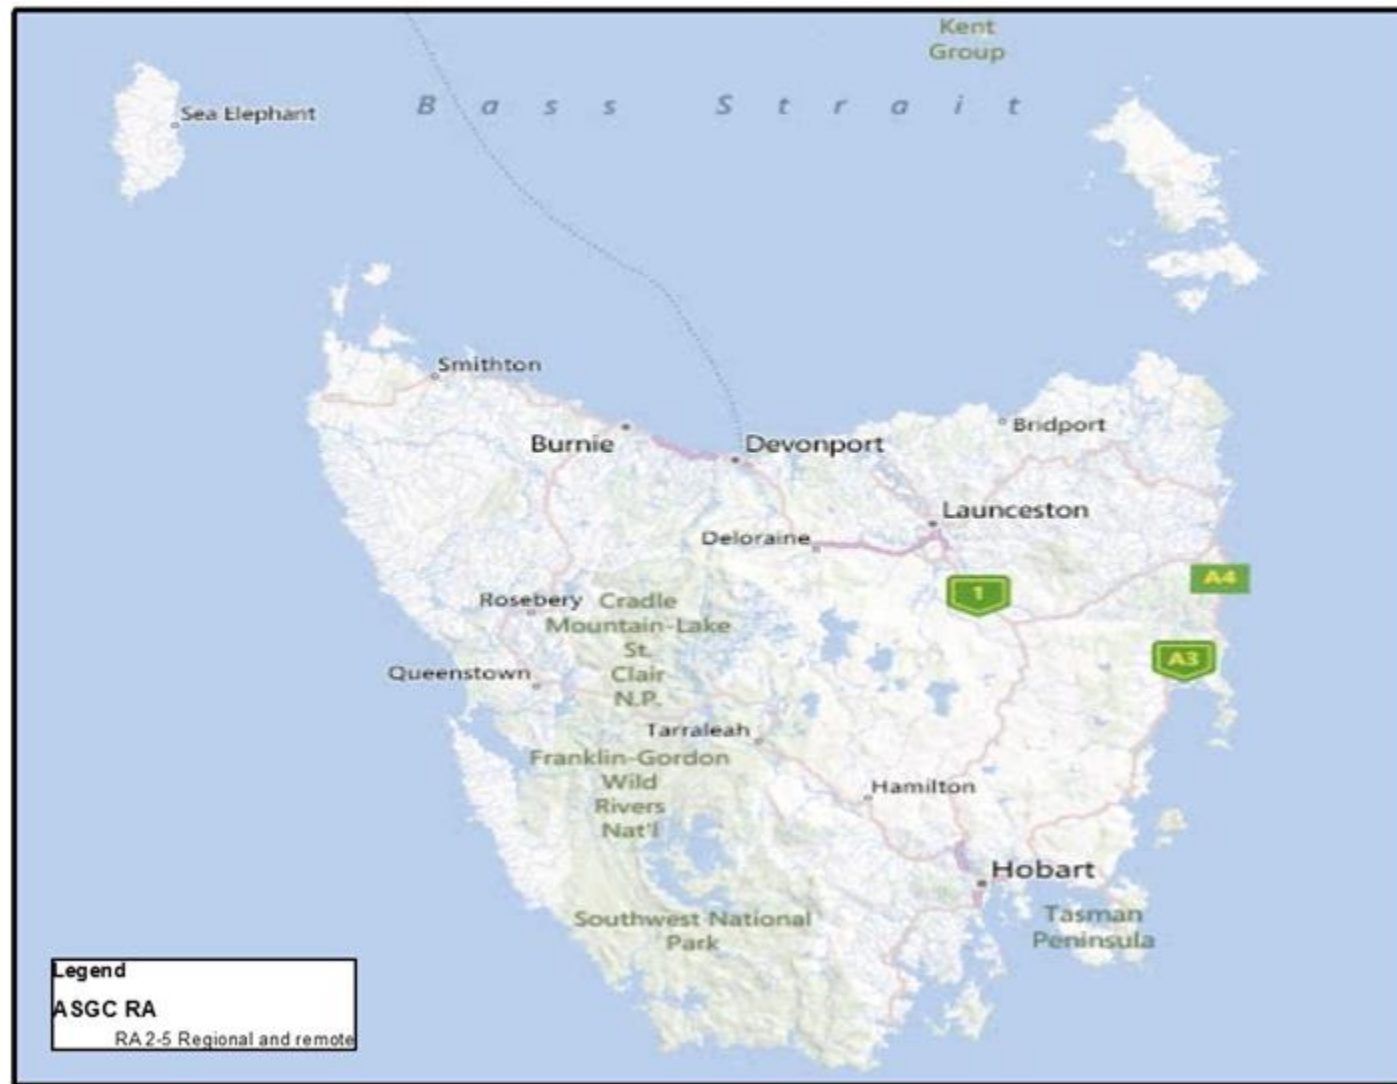 Kent
Group
Bass Strait
Sea Elephant
Smithton
Burnie
Devonport
Bridport
Launceston
Deloraine
A4
1
Rosebery
Cradle
Mountain-Lake
St.
Clair
N.P.
A3
Queenstown
Tarraleah
Franklin-Gordon
Wild
Rivers
Nat'l
Hamilton
Hobart
Tasman
Peninsula
Southwest National
Park
Legend
ASGC RA
RA 2-5 Regional and remote